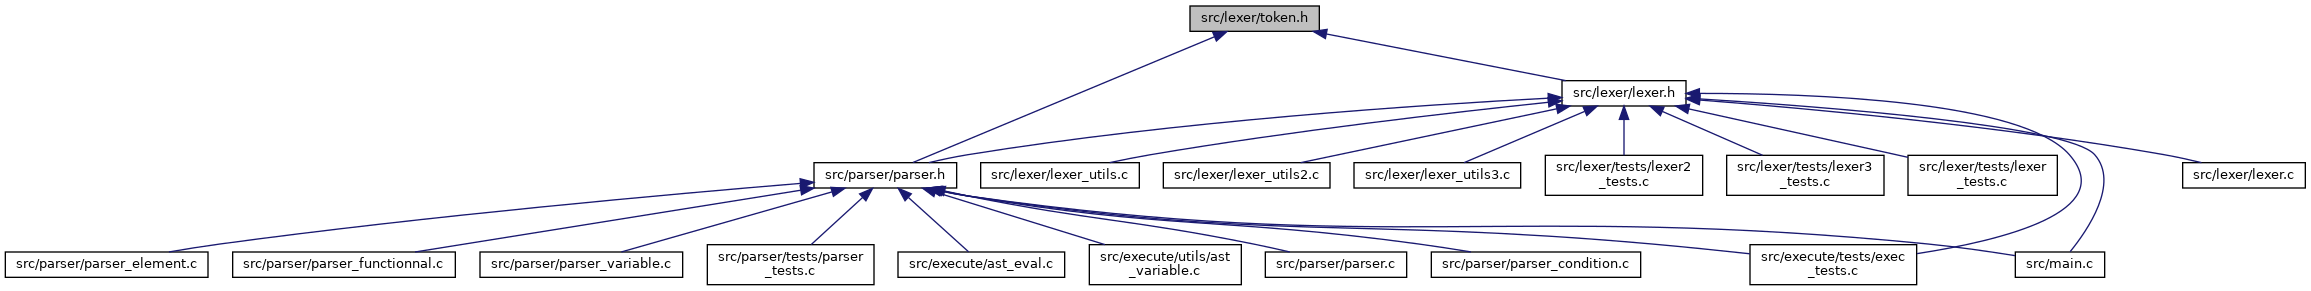 src/lexer/token.h
src/lexer/lexer.h
src/parser/parser.h
src/lexer/lexer_utils.c
src/lexer/lexer_utils2.c
src/lexer/lexer_utils3.c
src/lexer/tests/lexer2
_tests.c
src/lexer/tests/lexer3
_tests.c
src/lexer/tests/lexer
_tests.c
src/lexer/lexer.c
src/parser/parser_element.c
src/parser/parser_functionnal.c
src/parser/parser_variable.c
src/parser/tests/parser
_tests.c
src/execute/ast_eval.c
src/execute/utils/ast
_variable.c
src/parser/parser.c
src/parser/parser_condition.c
src/execute/tests/exec
_tests.c
src/main.c